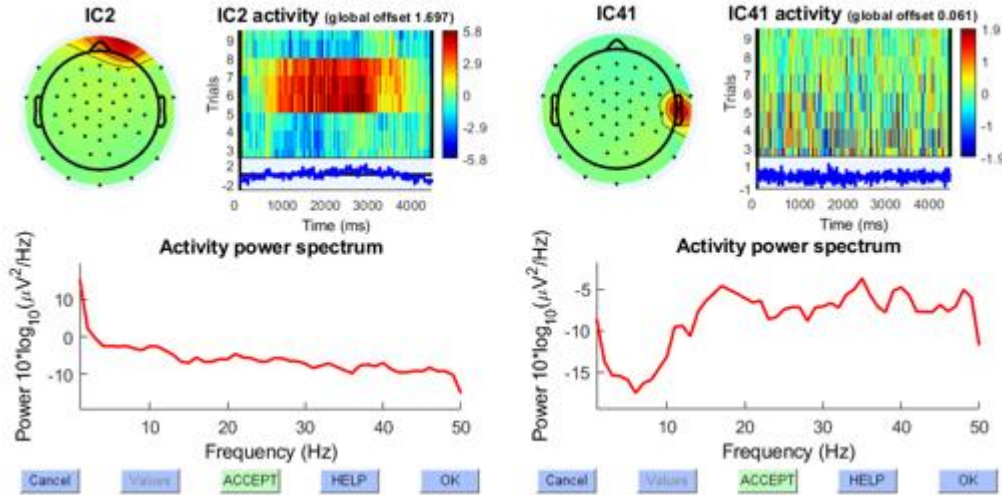 IC2
IC2 activity (global offset 1.697)
Trials
9
8
7
6
5
4
3
5.8
2.9
0
-2.9
-5.8
2
-2
0 1000 2000 3000 4000
Time (ms)
Activity power spectrum
Power 10*log10(μV2/Hz)
10
0
-10
10 20 30 40 50
Frequency (Hz)
Cancel Values ACCEPT HELP OK
IC41
IC41 activity (global offset 0.061)
Trials
9
8
7
6
5
4
3
1.9
1
0
-1
-1.9
1
-1
0 1000 2000 3000 4000
Time (ms)
Activity power spectrum
Power 10*log10(μV2/Hz)
-5
-10
-15
10 20 30 40 50
Frequency (Hz)
Cancel Values ACCEPT HELP OK